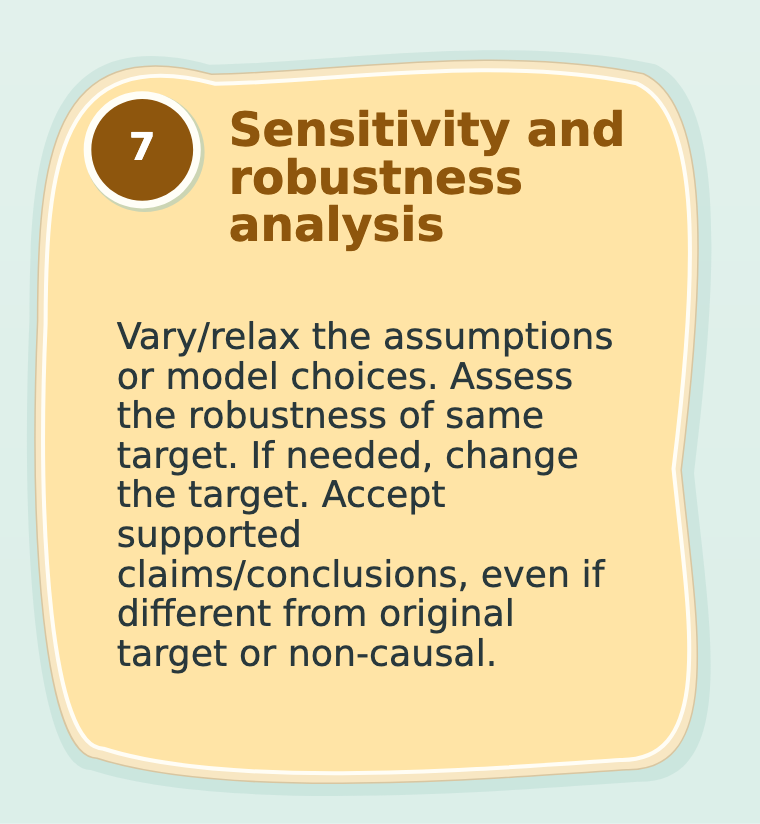 7
Sensitivity and
robustness
analysis
Vary/relax the assumptions
or model choices. Assess
the robustness of same
target. If needed, change
the target. Accept
supported
claims/conclusions, even if
different from original
target or non-causal.